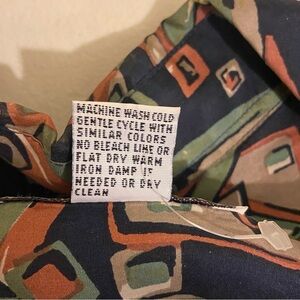 MACHINE WASH COLD
GENTLE CYCLE WITH
SIMILAR COLORS
NO BLEACH LINE OR
FLAT DRY WARM
IRON DAMP IF
NEEDED OR DRY
CLEAN